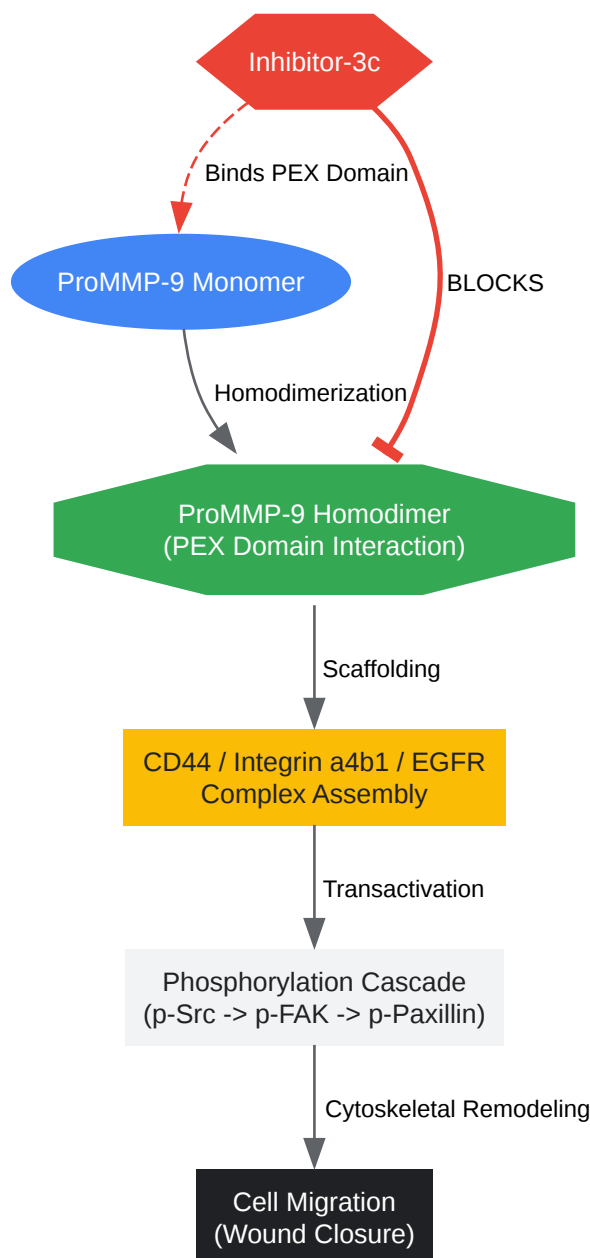 Inhibitor-3c
Binds PEX Domain
ProMMP-9 Monomer
BLOCKS
Homodimerization
ProMMP-9 Homodimer
(PEX Domain Interaction)
Scaffolding
CD44 / Integrin a4b1 / EGFR
Complex Assembly
Transactivation
Phosphorylation Cascade
(p-Src -> p-FAK -> p-Paxillin)
Cytoskeletal Remodeling
Cell Migration
(Wound Closure)